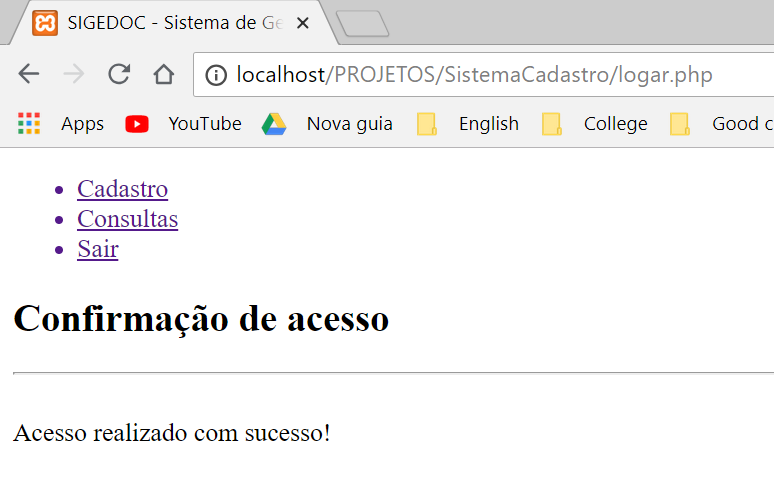 SIGEDOC - Sistema de Ge
localhost/PROJETOS/SistemaCadastro/logar.php
Apps YouTube Nova guia English College Good c
Cadastro
Consultas
Sair
Confirmação de acesso
Acesso realizado com sucesso!